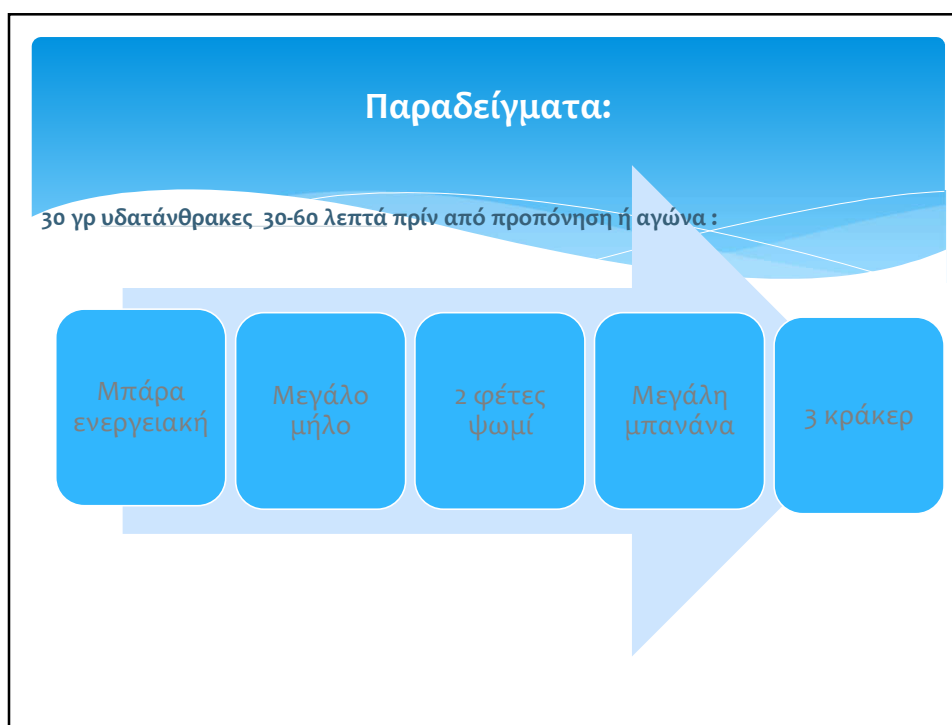 Παραδείγματα:
30 γρ υδατάνθρακες  30-60 λεπτά πρίν από προπόνηση ή αγώνα :
Μπάρα
ενεργειακή
Μεγάλο
μήλο
2 φέτες
ψωμί
Μεγάλη
μπανάνα
3 κράκερ